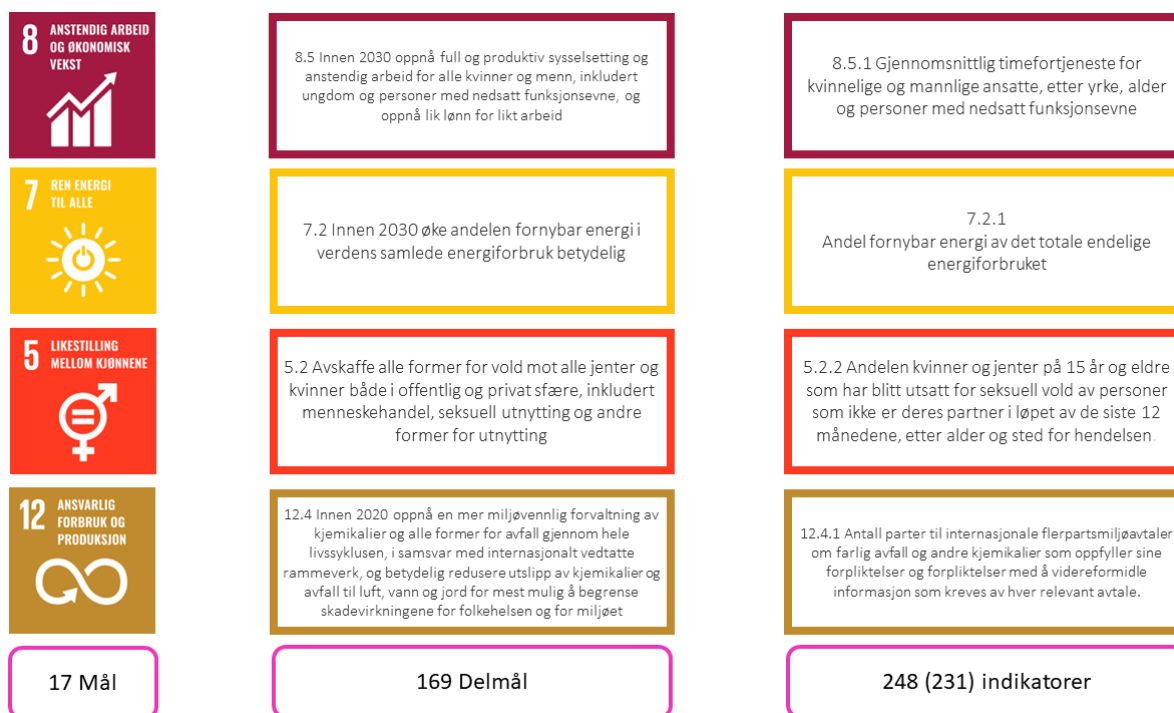 8 ANSTENDIG ARBEID
OG ØKONOMISK
VEKST
8.5 Innen 2030 oppnå full og produktiv sysselsetting og
anstendig arbeid for alle kvinner og menn, inkludert
ungdom og personer med nedsatt funksjonsevne, og
oppnå lik lønn for likt arbeid
8.5.1 Gjennomsnittlig timefortjeneste for
kvinnelige og mannlige ansatte, etter yrke, alder
og personer med nedsatt funksjonsevne
7 REN ENERGI
TIL ALLE
7.2 Innen 2030 øke andelen fornybar energi i
verdens samlede energiforbruk betydelig
7.2.1
Andel fornybar energi av det totale endelige
energiforbruket
5 LIKESTILLING
MELLOM KJØNNENE
5.2 Avskaffe alle former for vold mot alle jenter og
kvinner både i offentlig og privat sfære, inkludert
menneskehandel, seksuell utnytting og andre
former for utnytting
5.2.2 Andelen kvinner og jenter på 15 år og eldre
som har blitt utsatt for seksuell vold av personer
som ikke er deres partner i løpet av de siste 12
månedene, etter alder og sted for hendelsen.
12 ANSVARLIG
FORBRUK OG
PRODUKSJON
12.4 Innen 2020 oppnå en mer miljøvennlig forvaltning av
kjemikalier og alle former for avfall gjennom hele
livssyklusen, i samsvar med internasjonalt vedtatte
rammeverk, og betydelig redusere utslipp av kjemikalier og
avfall til luft, vann og jord for mest mulig å begrense
skadevirkningene for folkehelsen og for miljøet
12.4.1 Antall parter til internasjonale flerpartsmiljøavtaler
om farlig avfall og andre kjemikalier som oppfyller sine
forpliktelser og forpliktelser med å videreformidle
informasjon som kreves av hver relevant avtale.
17 Mål
169 Delmål
248 (231) indikatorer